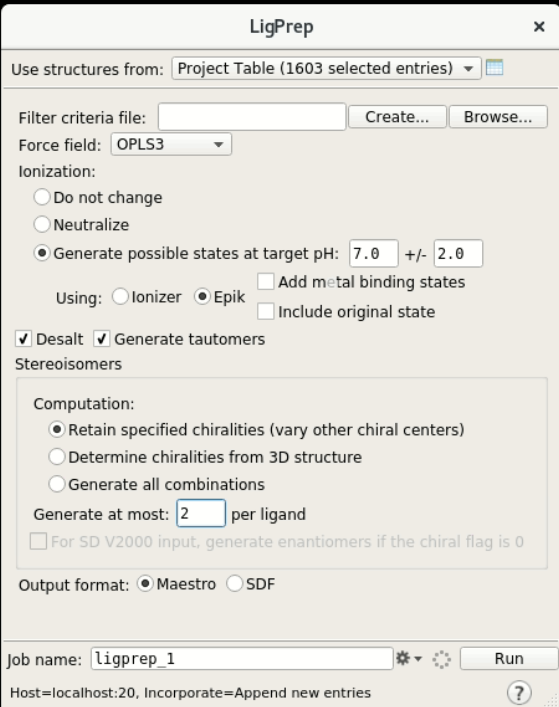 LigPrep ×
Use structures from: Project Table (1603 selected entries)
Filter criteria file: Create... Browse...
Force field: OPLS3
Ionization:
Do not change
Neutralize
Generate possible states at target pH: 7.0 +/- 2.0
Add metal binding states
Using: Ionizer Epik
Include original state
Desalt Generate tautomers
Stereoisomers
Computation:
Retain specified chiralities (vary other chiral centers)
Determine chiralities from 3D structure
Generate all combinations
Generate at most: 2 per ligand
For SD V2000 input, generate enantiomers if the chiral flag is 0
Output format: Maestro SDF
Job name: ligprep_1 Run
Host=localhost:20, Incorporate=Append new entries ?